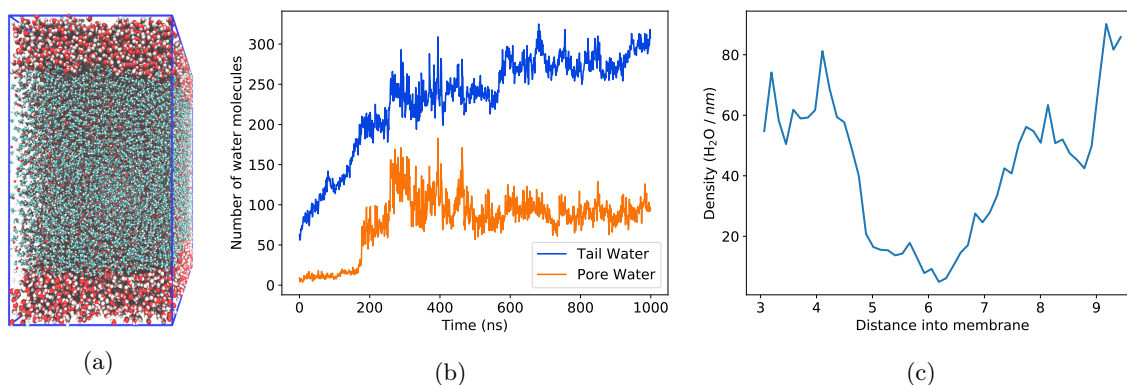 Number of water molecules
300
250
200
150
100
50
0
0 200 400 600 800 1000
Time (ns)
Tail Water
Pore Water
Density (H₂O / nm)
80
60
40
20
3 4 5 6 7 8 9
Distance into membrane
(a)
(b)
(c)